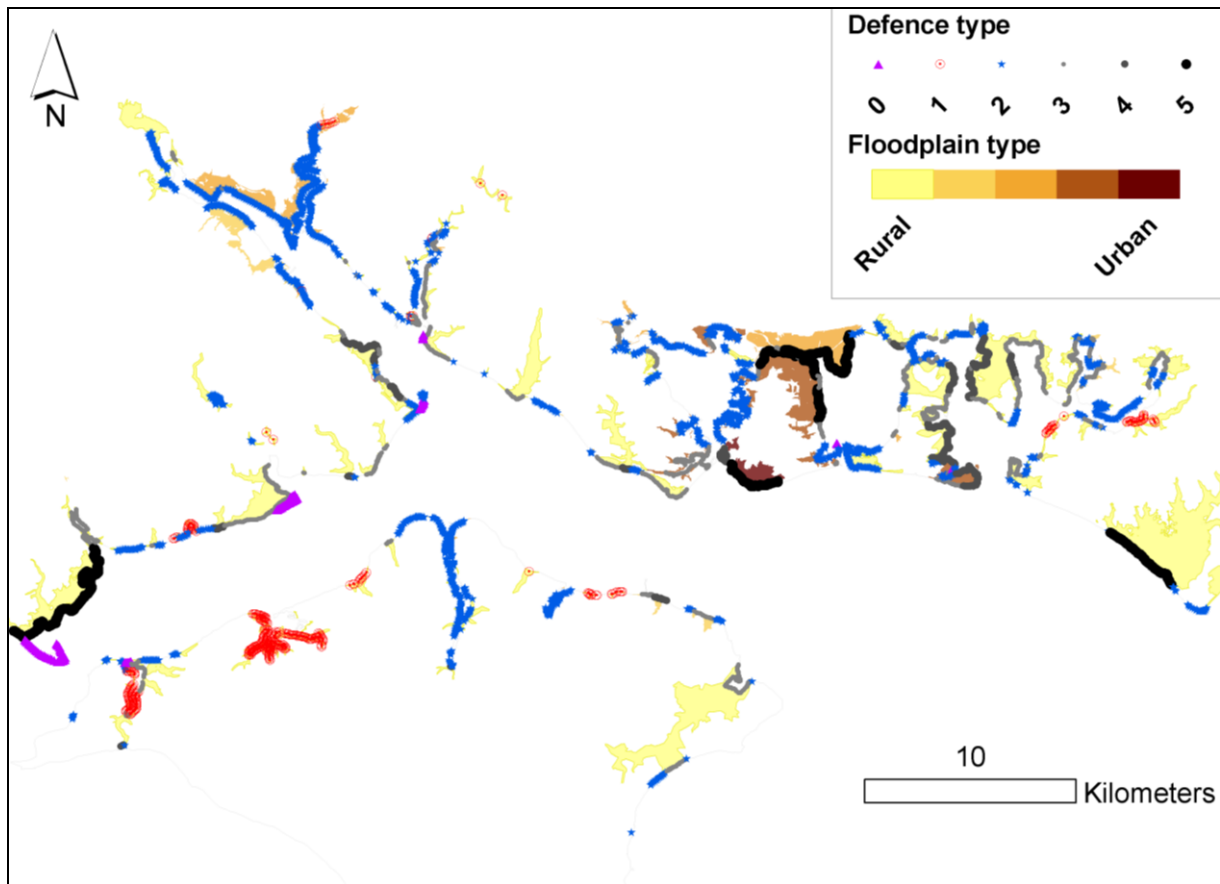 N
Defence type
0 1 2 3 4 5
Floodplain type
Rural Urban
10
Kilometers